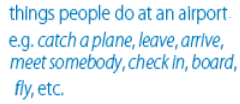 things people do at an airport
e.g. catch a plane, leave, arrive,
meet somebody, check in, board,
fly, etc.